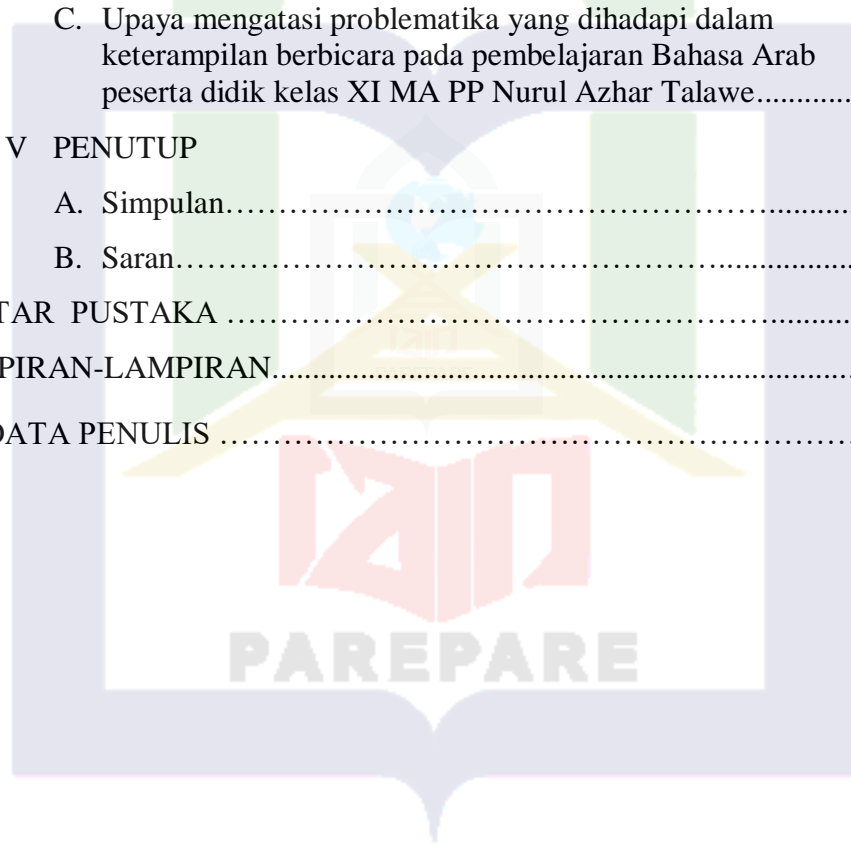 C. Upaya mengatasi problematika yang dihadapi dalam
keterampilan berbicara pada pembelajaran Bahasa Arab
peserta didik kelas XI MA PP Nurul Azhar Talawe............
V PENUTUP
A. Simpulan……………………………………………...........
B. Saran……………………………………………..................
TAR PUSTAKA ……………………………………………...........
PIRAN-LAMPIRAN...............................................................................
DATA PENULIS ……………………………………………………
PAREPARE